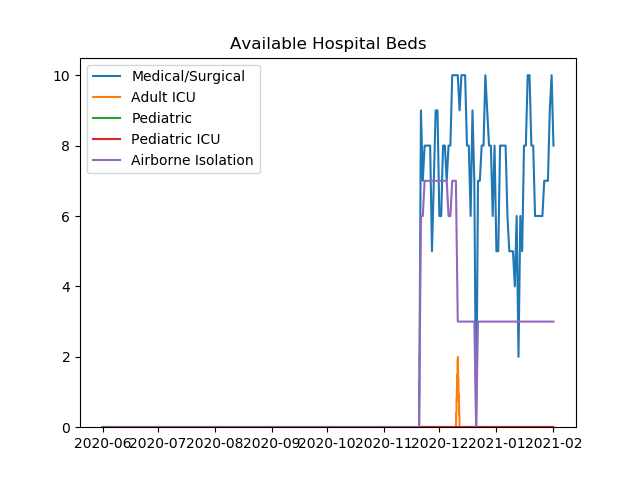 Available Hospital Beds
10
8
6
4
2
0
Medical/Surgical
Adult ICU
Pediatric
Pediatric ICU
Airborne Isolation
2020-06 2020-07 2020-08 2020-09 2020-10 2020-11 2020-12 2021-01 2021-02